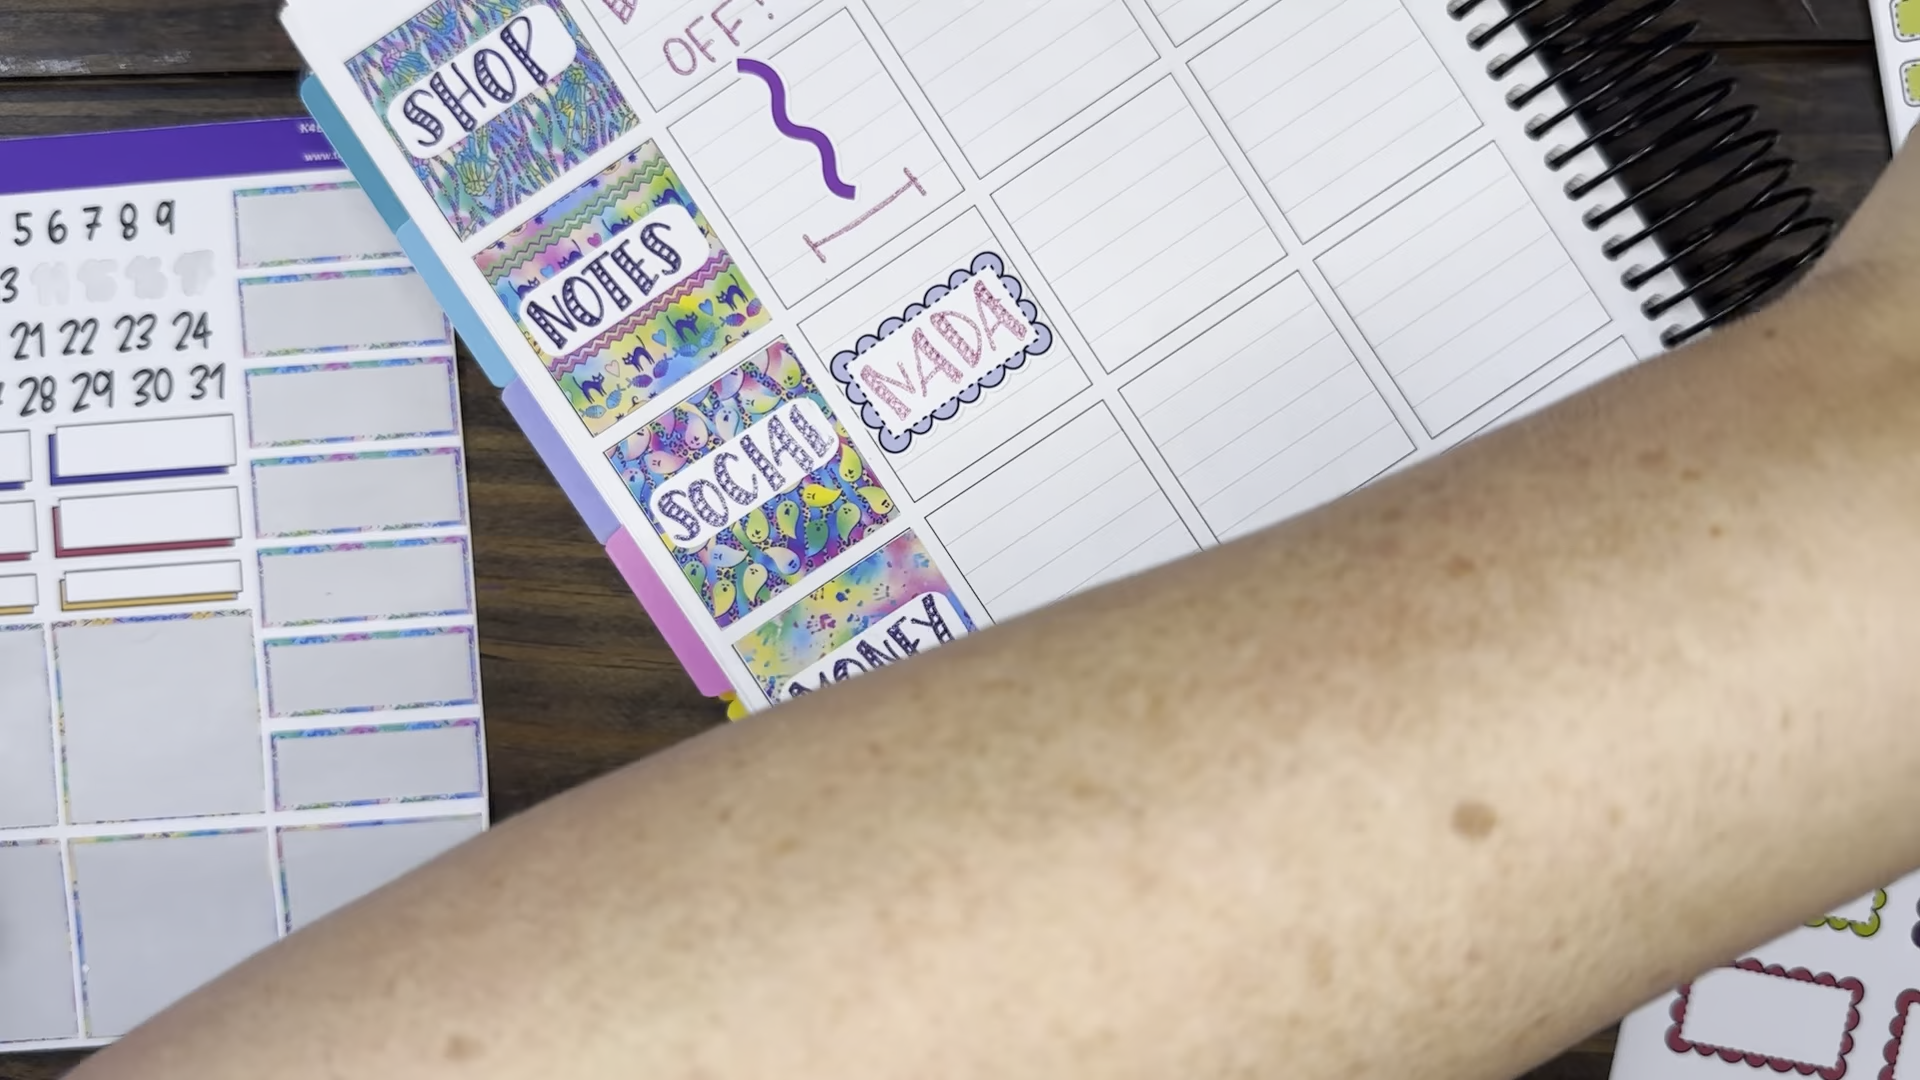 SHOP
OFF!
NOTES
NADA
SOCIAL
MONEY
5 6 7 8 9
3
21 22 23 24
28 29 30 31